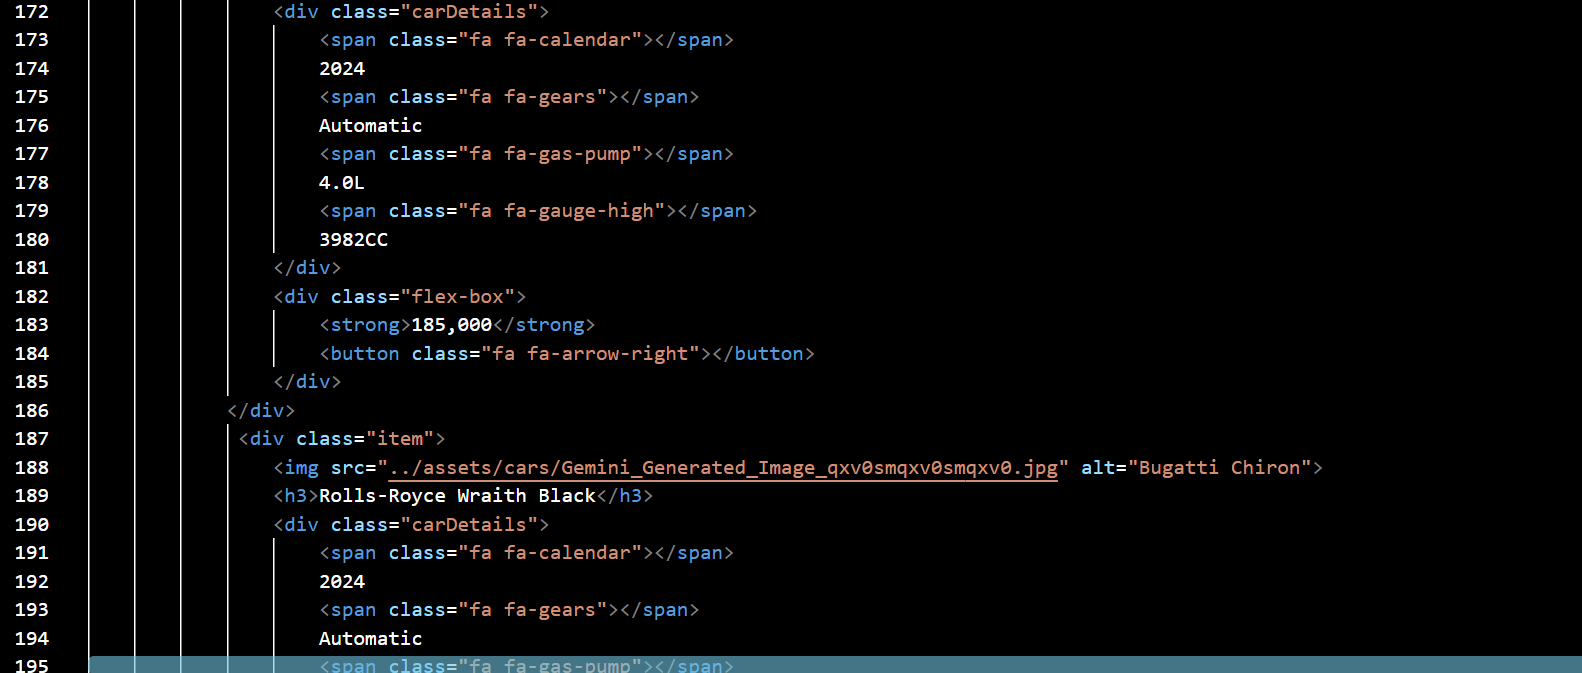 172 <div class="carDetails">
173 <span class="fa fa-calendar"></span>
174 2024
175 <span class="fa fa-gears"></span>
176 Automatic
177 <span class="fa fa-gas-pump"></span>
178 4.0L
179 <span class="fa fa-gauge-high"></span>
180 3982CC
181 </div>
182 <div class="flex-box">
183 <strong>185,000</strong>
184 <button class="fa fa-arrow-right"></button>
185 </div>
186 </div>
187 <div class="item">
188 <img src="../assets/cars/Gemini_Generated_Image_qxv0smqxv0smqxv0.jpg" alt="Bugatti Chiron">
189 <h3>Rolls-Royce Wraith Black</h3>
190 <div class="carDetails">
191 <span class="fa fa-calendar"></span>
192 2024
193 <span class="fa fa-gears"></span>
194 Automatic
195 <span class="fa fa-gas-pump"></span>